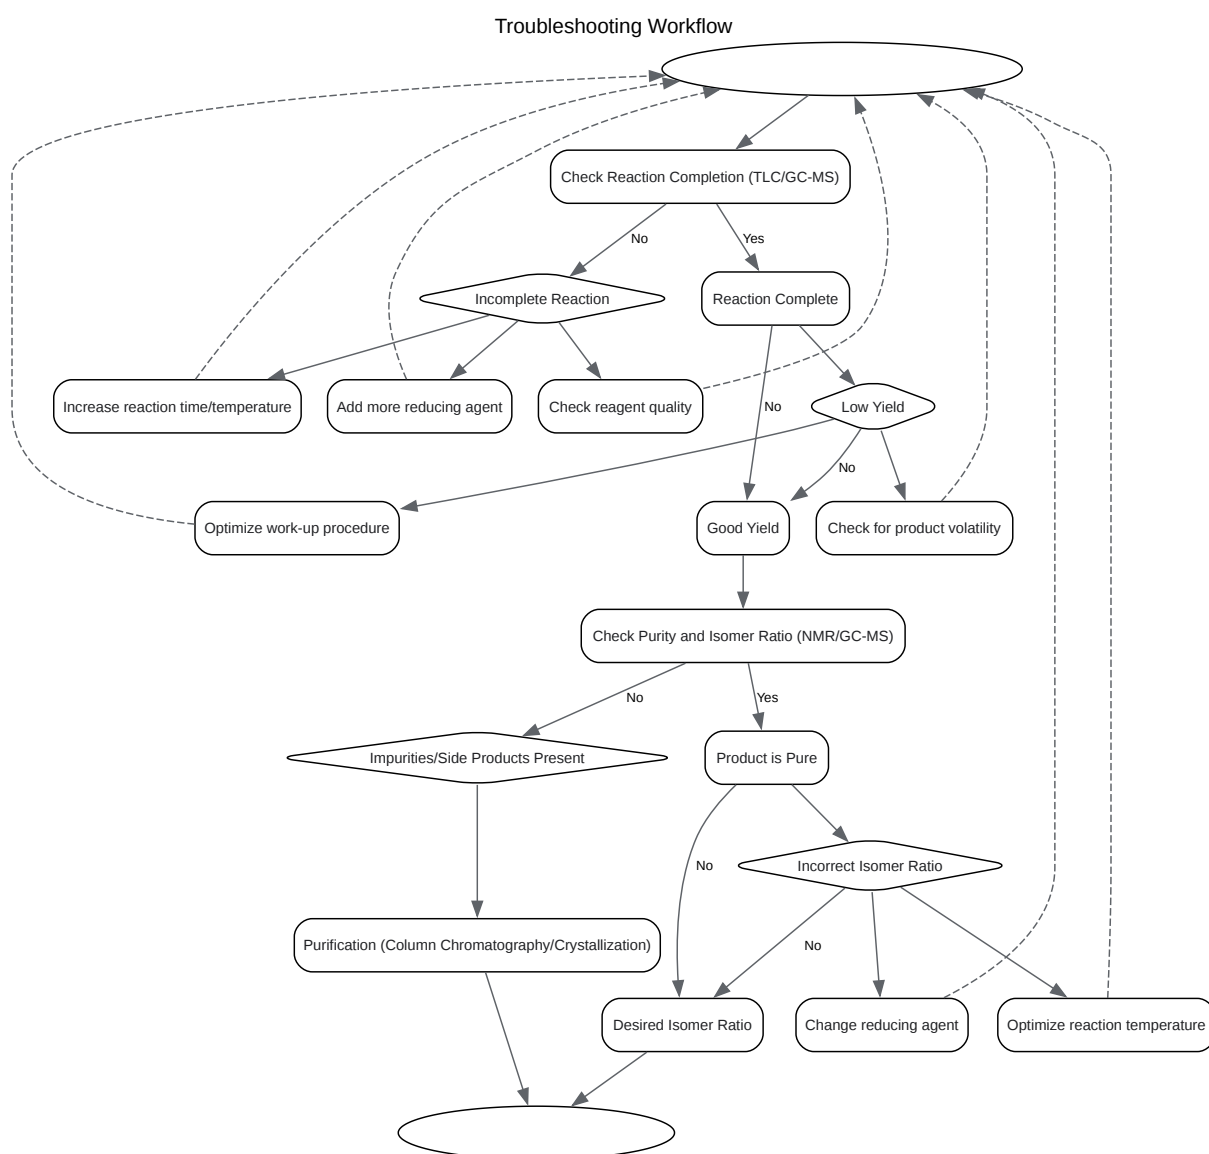 Troubleshooting Workflow
Check Reaction Completion (TLC/GC-MS)
No
Yes
Incomplete Reaction
Reaction Complete
Increase reaction time/temperature
Add more reducing agent
Check reagent quality
No
Low Yield
No
Optimize work-up procedure
Good Yield
Check for product volatility
Check Purity and Isomer Ratio (NMR/GC-MS)
No
Yes
Impurities/Side Products Present
Product is Pure
No
Incorrect Isomer Ratio
Purification (Column Chromatography/Crystallization)
No
Desired Isomer Ratio
Change reducing agent
Optimize reaction temperature